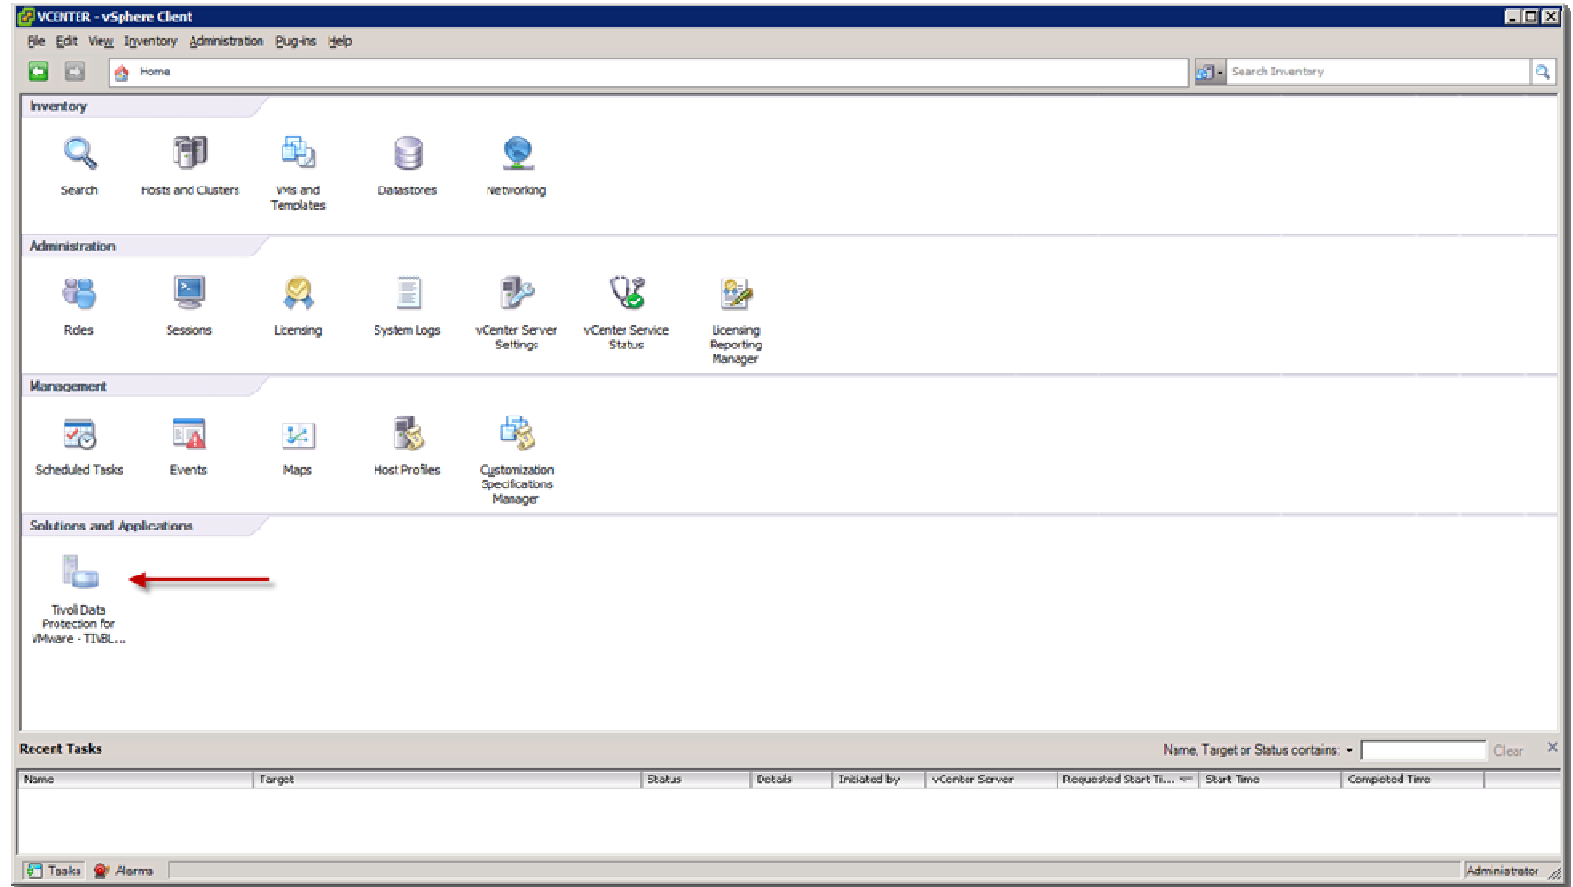 VCENTER - vSphere Client
File Edit View Inventory Administration Plug-ins Help
Home
Search Inventory
Inventory
Search
Hosts and Clusters
VMs and
Templates
Datastores
Networking
Administration
Roles
Sessions
Licensing
System Logs
vCenter Server
Settings
vCenter Service
Status
Licensing
Reporting
Manager
Management
Scheduled Tasks
Events
Maps
Host Profiles
Customization
Specifications
Manager
Solutions and Applications
Tivoli Data
Protection for
VMware - TIVBL...
Recent Tasks
Name, Target or Status contains:
Clear
Name Target Status Details Initiated by vCenter Server Requested Start Ti... Start Time Completed Time
Tasks Alarms
Administrator